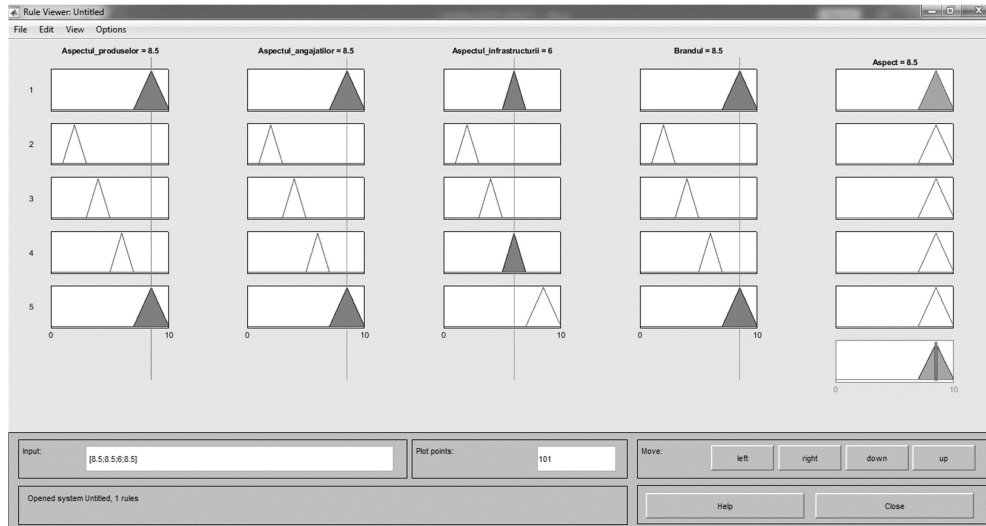 Rule Viewer: Untitled
File Edit View Options
Aspectul_produselor = 8.5 Aspectul_angajatilor = 8.5 Aspectul_infrastructurii = 6 Brandul = 8.5 Aspect = 8.5
1
2
3
4
5
0 10 0 10 0 10 0 10
0 10
Input: [8.5;8.5;6;8.5] Plot points: 101 Move: left right down up
Opened system Untitled, 1 rules Help Close